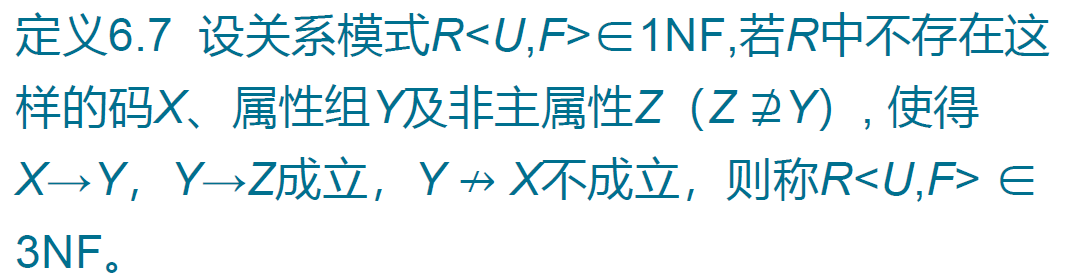 定义6.7 设关系模式R<U,F>∈1NF,若R中不存在这
样的码X、属性组Y及非主属性Z（Z ⊉ Y）, 使得
X→Y，Y→Z成立，Y ↛ X不成立，则称R<U,F> ∈
3NF。